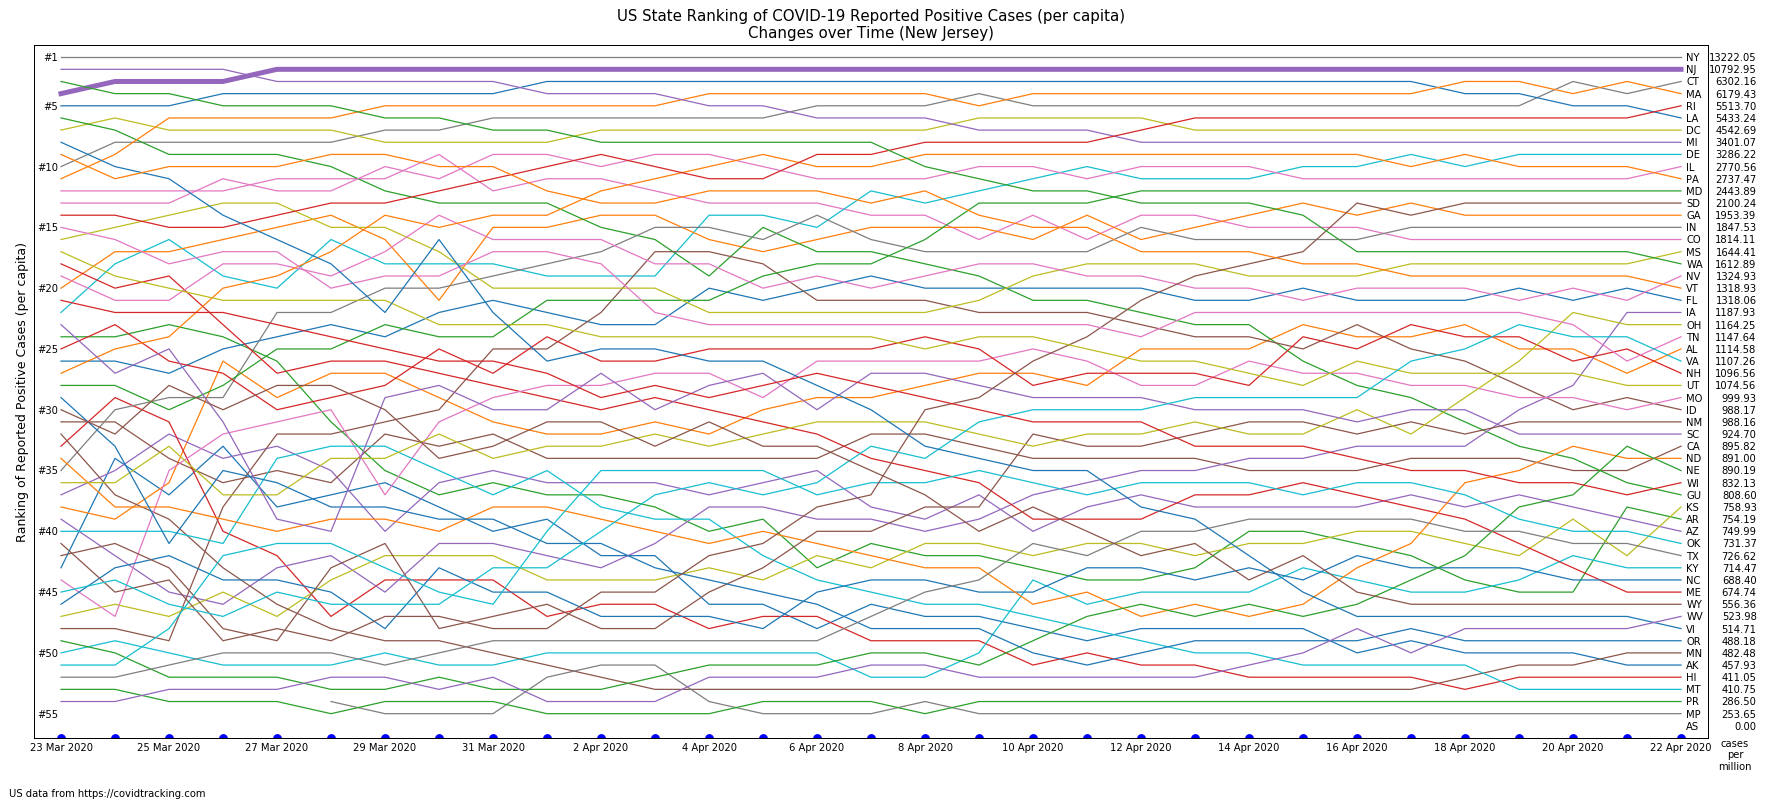 US State Ranking of COVID-19 Reported Positive Cases (per capita)
Changes over Time (New Jersey)
Ranking of Reported Positive Cases (per capita)
#1
#5
#10
#15
#20
#25
#30
#35
#40
#45
#50
#55
NY 13222.05
NJ 10792.95
CT 6302.16
MA 6179.43
RI 5513.70
LA 5433.24
DC 4542.69
MI 3401.07
DE 3286.22
IL 2770.56
PA 2737.47
MD 2443.89
SD 2100.24
GA 1953.39
IN 1847.53
CO 1814.11
MS 1644.41
WA 1612.89
NV 1324.93
VT 1318.93
FL 1318.06
IA 1187.93
OH 1164.25
TN 1147.64
AL 1114.58
VA 1107.26
NH 1096.56
UT 1074.56
MO 999.93
ID 988.17
NM 988.16
SC 924.70
CA 895.82
ND 891.00
NE 890.19
WI 832.13
GU 808.60
KS 758.93
AR 754.19
AZ 749.99
OK 731.37
TX 726.62
KY 714.47
NC 688.40
ME 674.74
WY 556.36
WV 523.98
VI 514.71
OR 488.18
MN 482.48
AK 457.93
HI 411.05
MT 410.75
PR 286.50
MP 253.65
AS 0.00
23 Mar 2020 25 Mar 2020 27 Mar 2020 29 Mar 2020 31 Mar 2020 2 Apr 2020 4 Apr 2020 6 Apr 2020 8 Apr 2020 10 Apr 2020 12 Apr 2020 14 Apr 2020 16 Apr 2020 18 Apr 2020 20 Apr 2020 22 Apr 2020
cases
per
million
US data from https://covidtracking.com